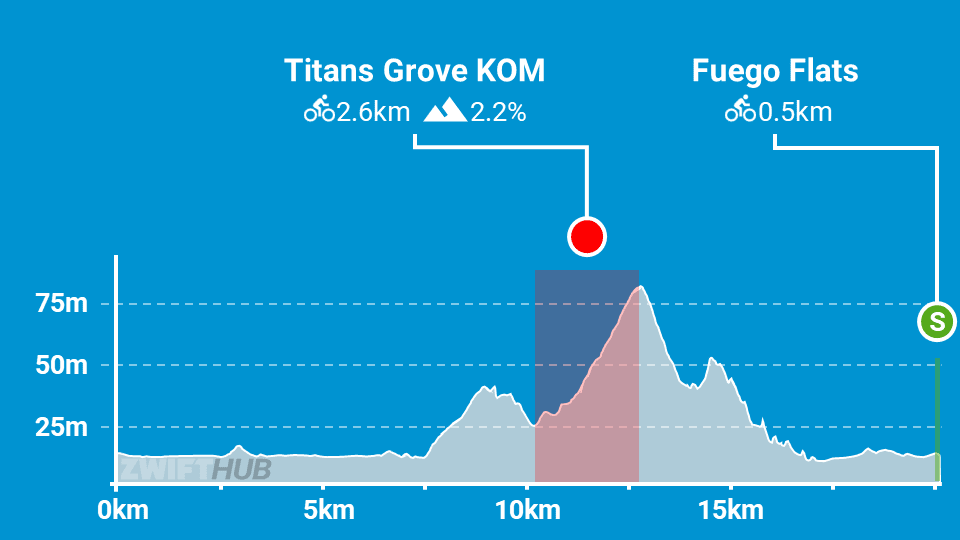 Titans Grove KOM
2.6km 2.2%
Fuego Flats
0.5km
75m
50m
25m
S
ZWIFTHUB
0km 5km 10km 15km